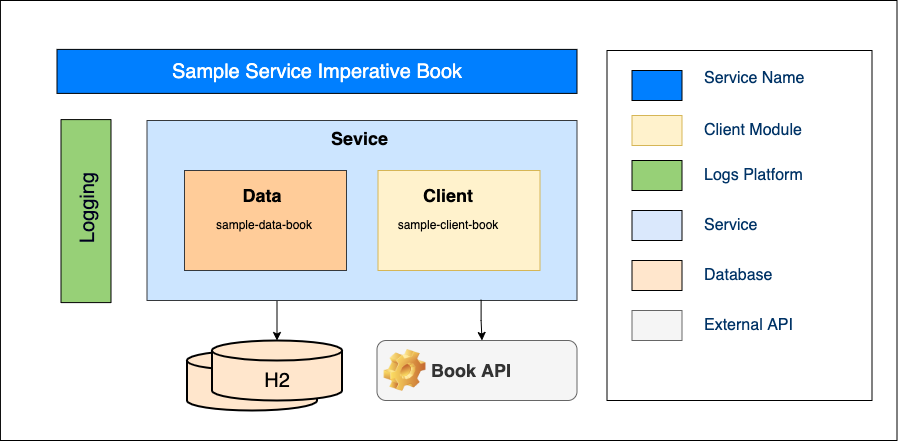 Sample Service Imperative Book
Logging
Sevice
Data
sample-data-book
Client
sample-client-book
H2
Book API
Service Name
Client Module
Logs Platform
Service
Database
External API